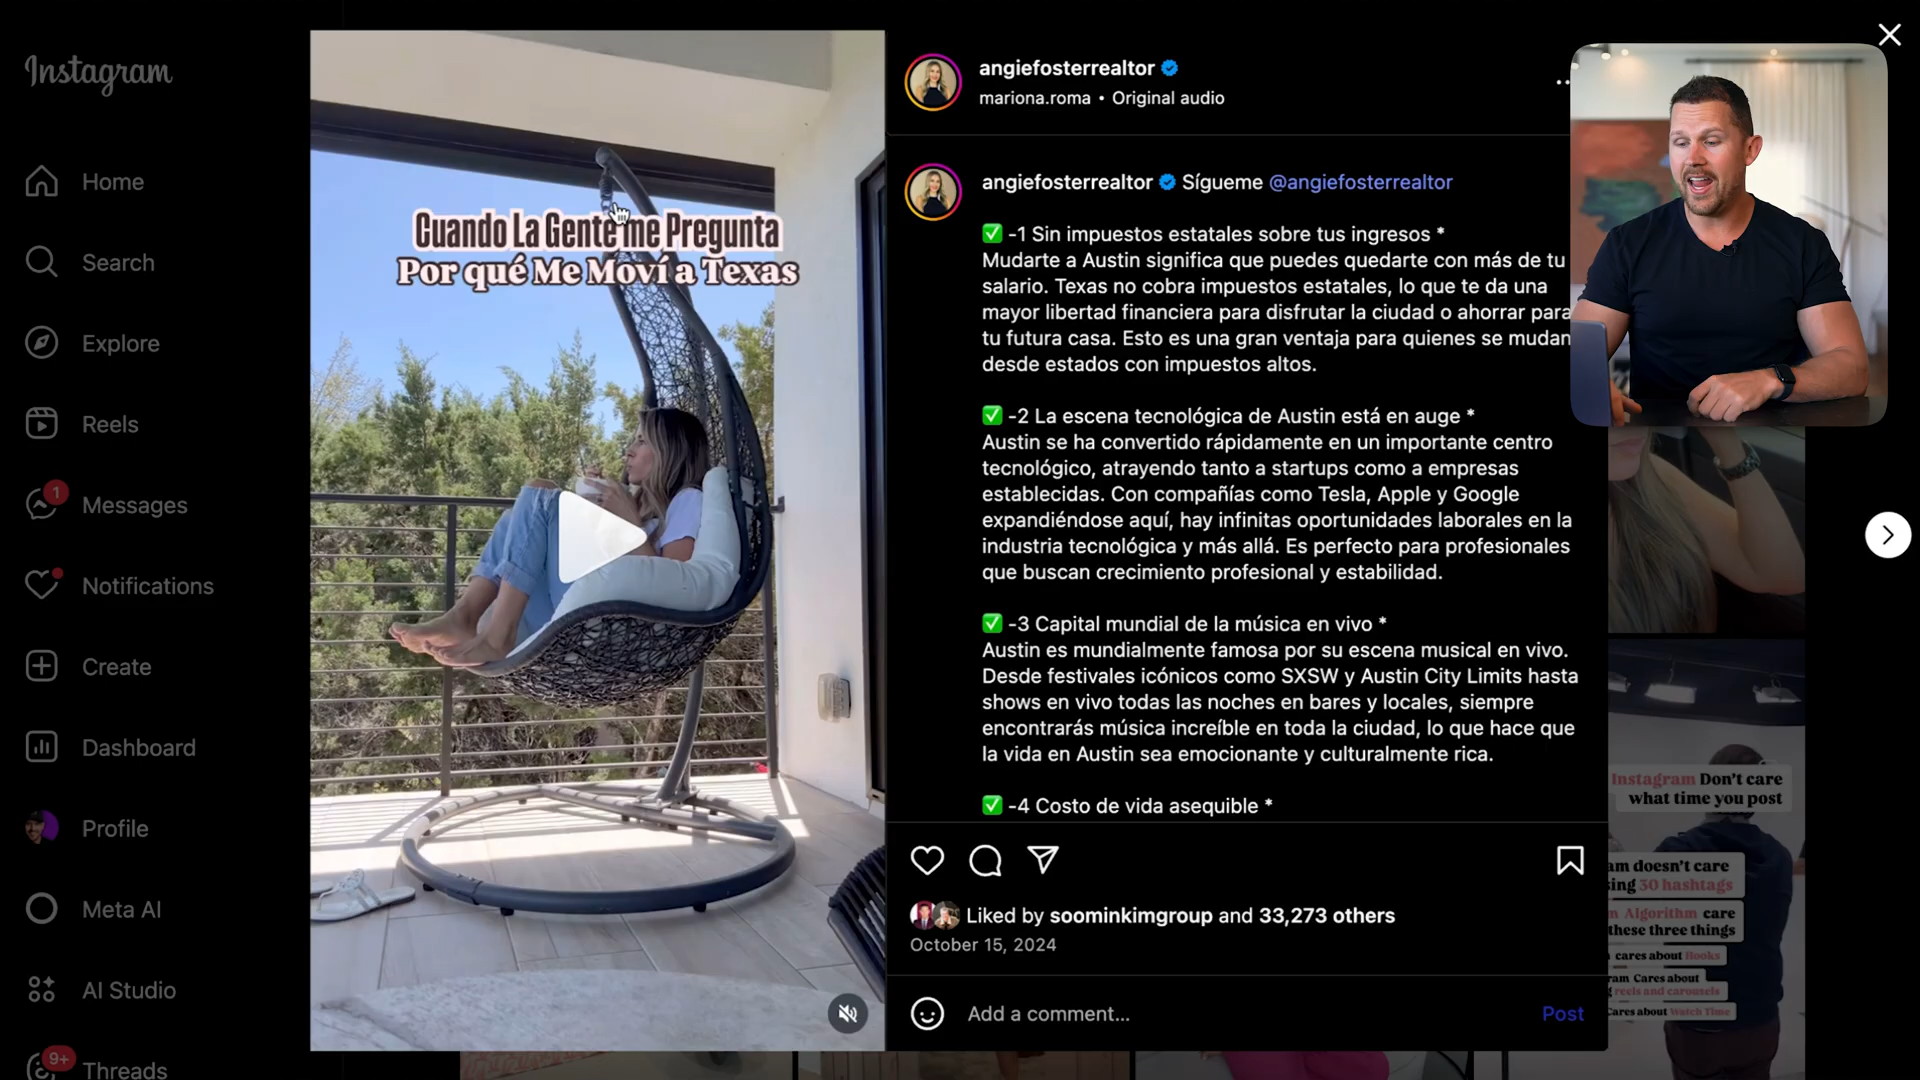 Instagram
Home
Search
Explore
Reels
1
Messages
Notifications
Create
Dashboard
Profile
Meta AI
AI Studio
9+
Threads
Cuando La Gente me Pregunta
Por qué Me Moví a Texas
angiefosterrealtor
mariona.roma • Original audio
angiefosterrealtor Sígueme @angiefosterrealtor
✅ -1 Sin impuestos estatales sobre tus ingresos *
Mudarte a Austin significa que puedes quedarte con más de tu
salario. Texas no cobra impuestos estatales, lo que te da una
mayor libertad financiera para disfrutar la ciudad o ahorrar para
tu futura casa. Esto es una gran ventaja para quienes se mudan
desde estados con impuestos altos.
✅ -2 La escena tecnológica de Austin está en auge *
Austin se ha convertido rápidamente en un importante centro
tecnológico, atrayendo tanto a startups como a empresas
establecidas. Con compañías como Tesla, Apple y Google
expandiéndose aquí, hay infinitas oportunidades laborales en la
industria tecnológica y más allá. Es perfecto para profesionales
que buscan crecimiento profesional y estabilidad.
✅ -3 Capital mundial de la música en vivo *
Austin es mundialmente famosa por su escena musical en vivo.
Desde festivales icónicos como SXSW y Austin City Limits hasta
shows en vivo todas las noches en bares y locales, siempre
encontrarás música increíble en toda la ciudad, lo que hace que
la vida en Austin sea emocionante y culturalmente rica.
✅ -4 Costo de vida asequible *
Liked by soominkimgroup and 33,273 others
October 15, 2024
Add a comment...
Post
Instagram Don't care
what time you post
am doesn't care
ing 30 hashtags
m Algorithm care
these three things
cares about Hooks
ram Cares about
reels and carousels
Cares about Watch Time